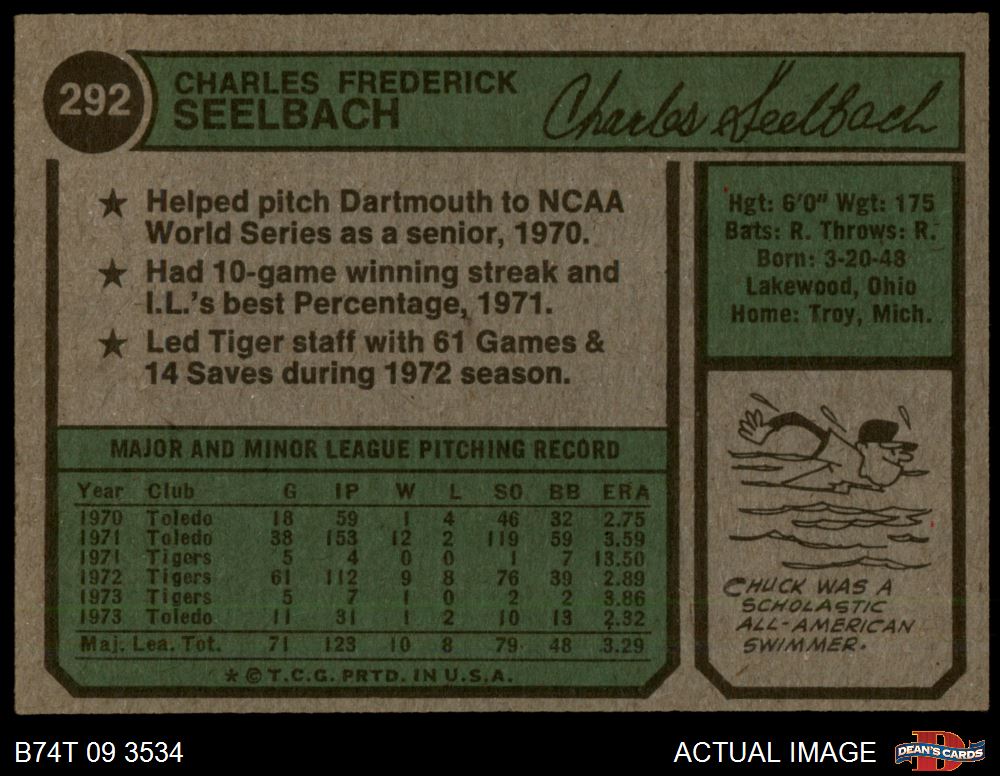 292
CHARLES FREDERICK
SEELBACH
Charles Seelbach
★ Helped pitch Dartmouth to NCAA
World Series as a senior, 1970.
★ Had 10-game winning streak and
I.L.'s best Percentage, 1971.
★ Led Tiger staff with 61 Games &
14 Saves during 1972 season.
Hgt: 6'0" Wgt: 175
Bats: R. Throws: R.
Born: 3-20-48
Lakewood, Ohio
Home: Troy, Mich.
MAJOR AND MINOR LEAGUE PITCHING RECORD
Year Club G IP W L SO BB ERA
1970 Toledo 18 59 1 4 46 32 2.75
1971 Toledo 38 153 12 2 119 59 3.59
1971 Tigers 5 4 0 0 1 7 13.50
1972 Tigers 61 112 9 8 76 39 2.89
1973 Tigers 5 7 1 0 2 2 3.86
1973 Toledo 11 31 1 2 10 13 2.32
Maj. Lea. Tot. 71 123 10 8 79 48 3.29
★ © T.C.G. PRTD. IN U.S.A.
CHUCK WAS A
SCHOLASTIC
ALL-AMERICAN
SWIMMER.
B74T 09 3534
ACTUAL IMAGE
DEAN'S CARDS